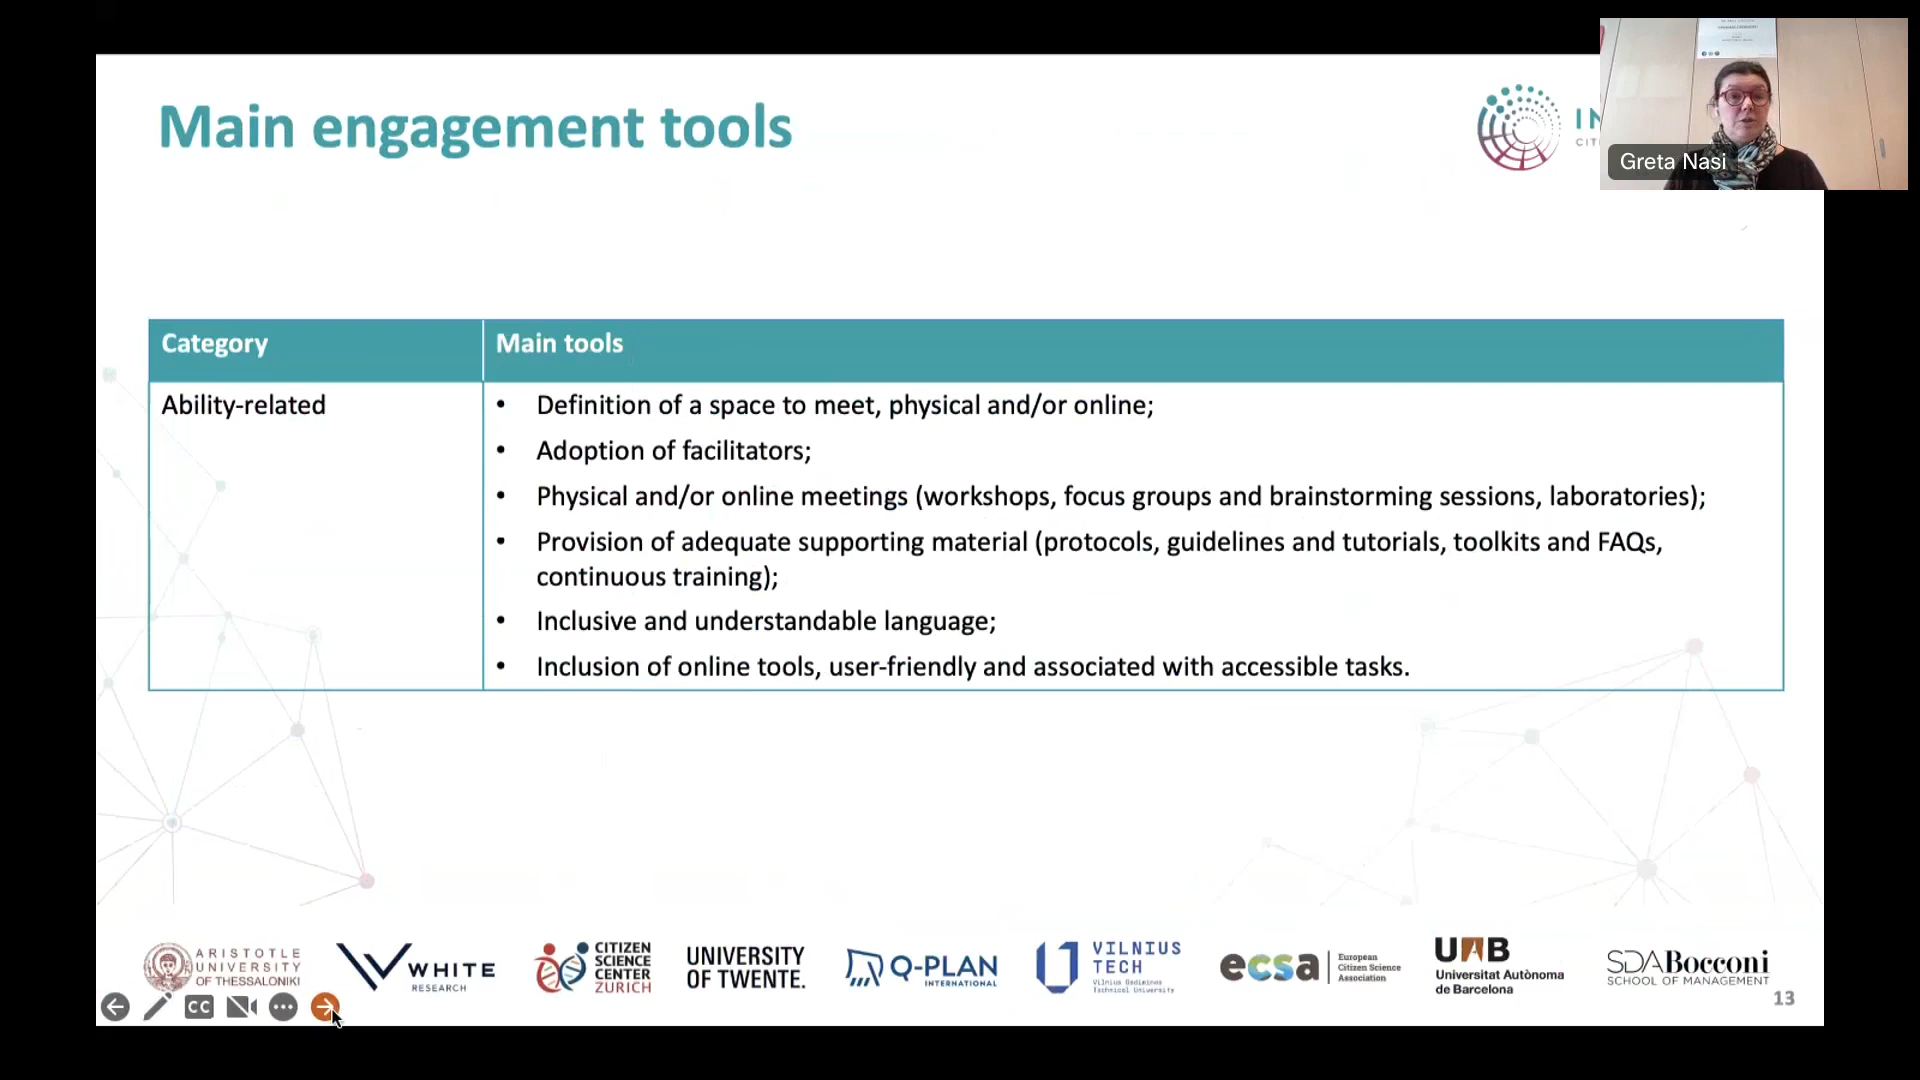 Main engagement tools
Greta Nasi
Category
Main tools
Ability-related
• Definition of a space to meet, physical and/or online;
• Adoption of facilitators;
• Physical and/or online meetings (workshops, focus groups and brainstorming sessions, laboratories);
• Provision of adequate supporting material (protocols, guidelines and tutorials, toolkits and FAQs,
continuous training);
• Inclusive and understandable language;
• Inclusion of online tools, user-friendly and associated with accessible tasks.
ARISTOTLE
UNIVERSITY
OF THESSALONIKI
WHITE
RESEARCH
CITIZEN
SCIENCE
CENTER
ZURICH
UNIVERSITY
OF TWENTE.
Q-PLAN
INTERNATIONAL
VILNIUS
TECH
Vilnius Gediminas
Technical University
ecsa
European
Citizen Science
Association
UAB
Universitat Autònoma
de Barcelona
SDA Bocconi
SCHOOL OF MANAGEMENT
CC
13